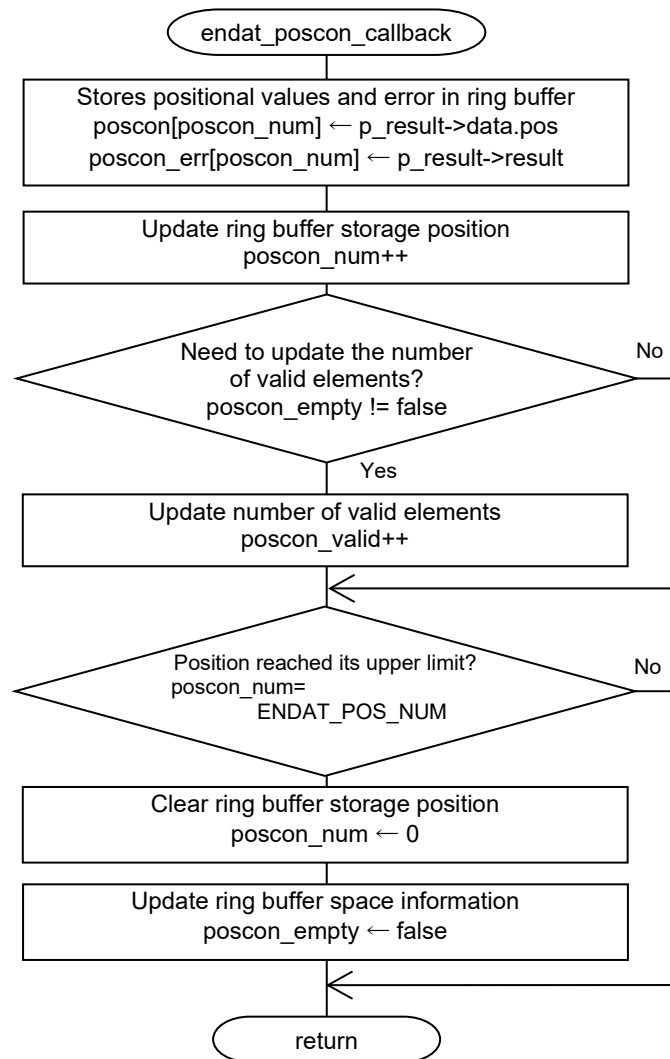 endat_poscon_callback
Stores positional values and error in ring buffer
poscon[poscon_num] ← p_result->data.pos
poscon_err[poscon_num] ← p_result->result
Update ring buffer storage position
poscon_num++
Need to update the number
of valid elements?
poscon_empty != false
No
Yes
Update number of valid elements
poscon_valid++
Position reached its upper limit?
poscon_num=
ENDAT_POS_NUM
No
Clear ring buffer storage position
poscon_num ← 0
Update ring buffer space information
poscon_empty ← false
return